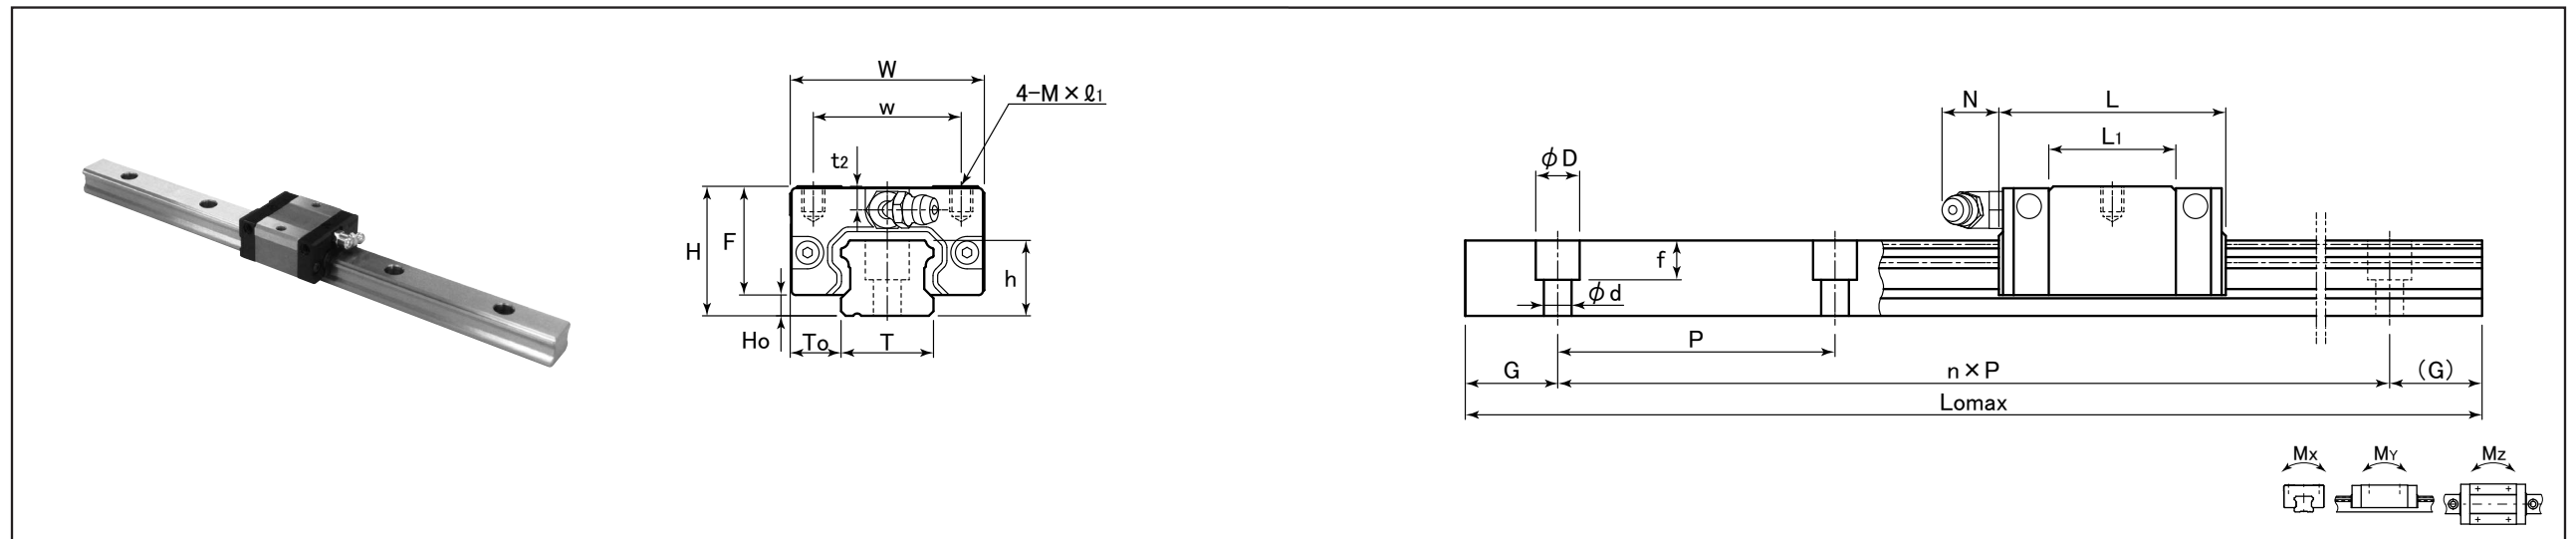 W
w
4-M×ℓ1
t2
H
F
h
Ho
To
T
N
L
L1
φD
f
φd
P
G
n×P
(G)
Lomax
Mx
MY
Mz